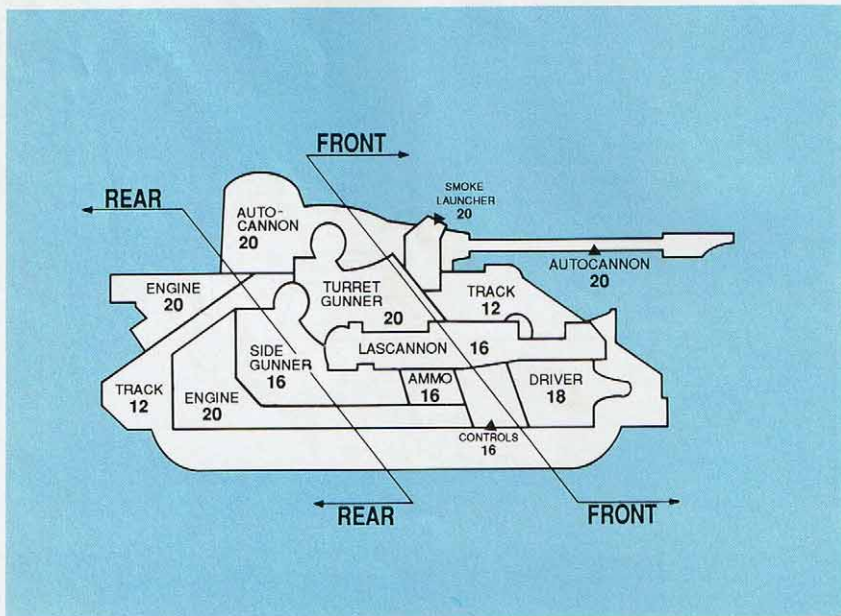 FRONT
REAR
SMOKE
LAUNCHER
20
AUTO-
CANNON
20
AUTOCANNON
20
ENGINE
20
TURRET
GUNNER
20
TRACK
12
LASCANNON 16
SIDE
GUNNER
16
AMMO
16
DRIVER
18
TRACK
12
ENGINE
20
CONTROLS
16
REAR
FRONT